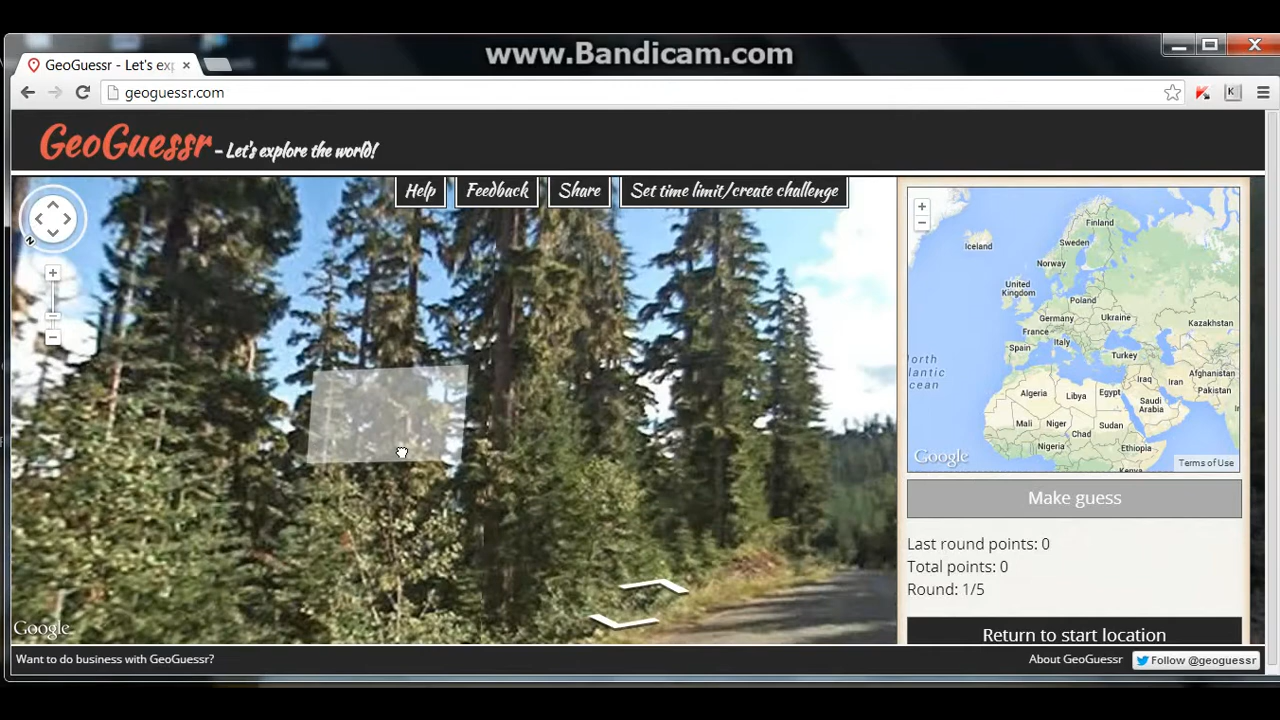 www.Bandicam.com
GeoGuessr - Let's exp
geoguessr.com
K
GeoGuessr - Let's explore the world!
Help
Feedback
Share
Set time limit/create challenge
N
Iceland
Finland
Sweden
Norway
United Kingdom
Poland
Germany
Ukraine
Kazakhstan
France
Italy
Spain
Turkey
orth
lantic
cean
Iraq
Iran
Afghanistan
Pakistan
Algeria
Libya
Egypt
Saudi Arabia
Mali
Niger
Chad
Sudan
Nigeria
Ethiopia
Kenya
Google
Terms of Use
Make guess
Last round points: 0
Total points: 0
Round: 1/5
Return to start location
Google
Want to do business with GeoGuessr?
About GeoGuessr
Follow @geoguessr